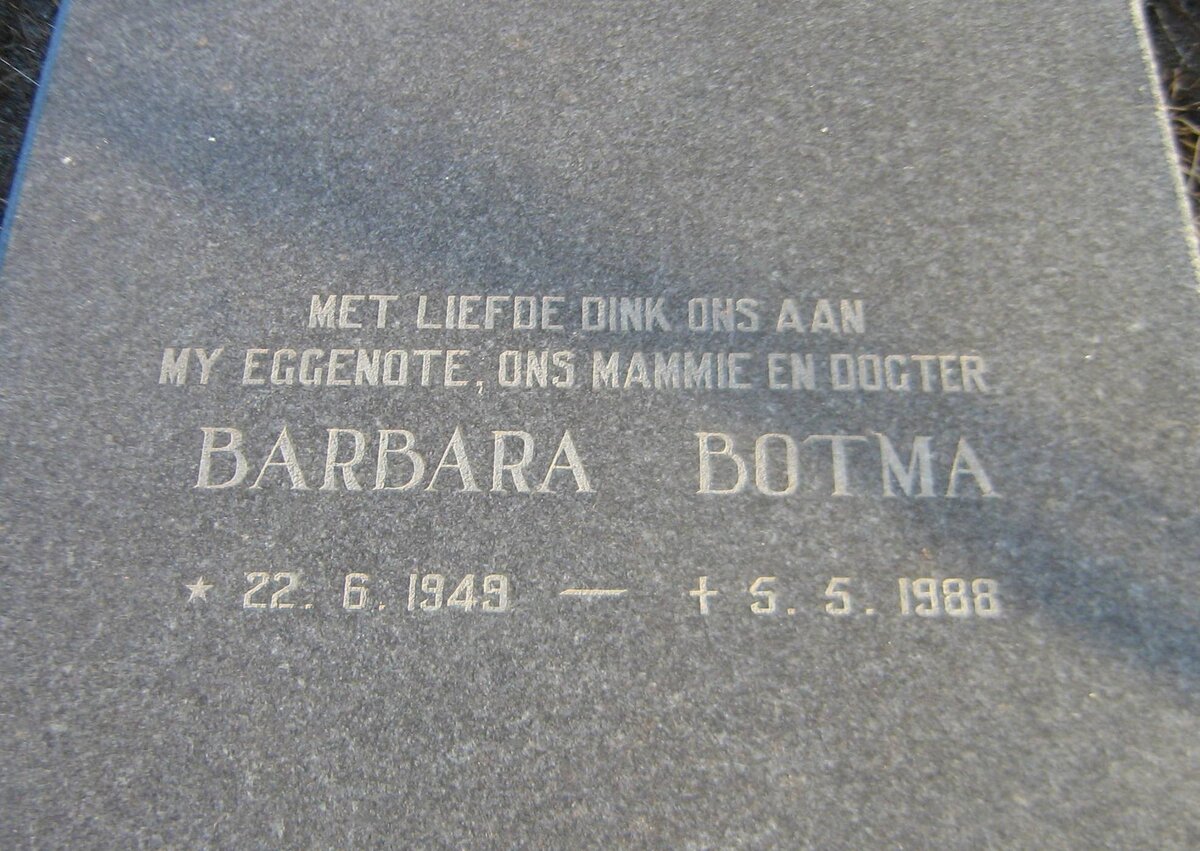 MET LIEFDE DINK ONS AAN
MY EGGENOTE, ONS MAMMIE EN DOGTER
BARBARA BOTMA
★ 22. 6. 1949 — ✝ 5. 5. 1988